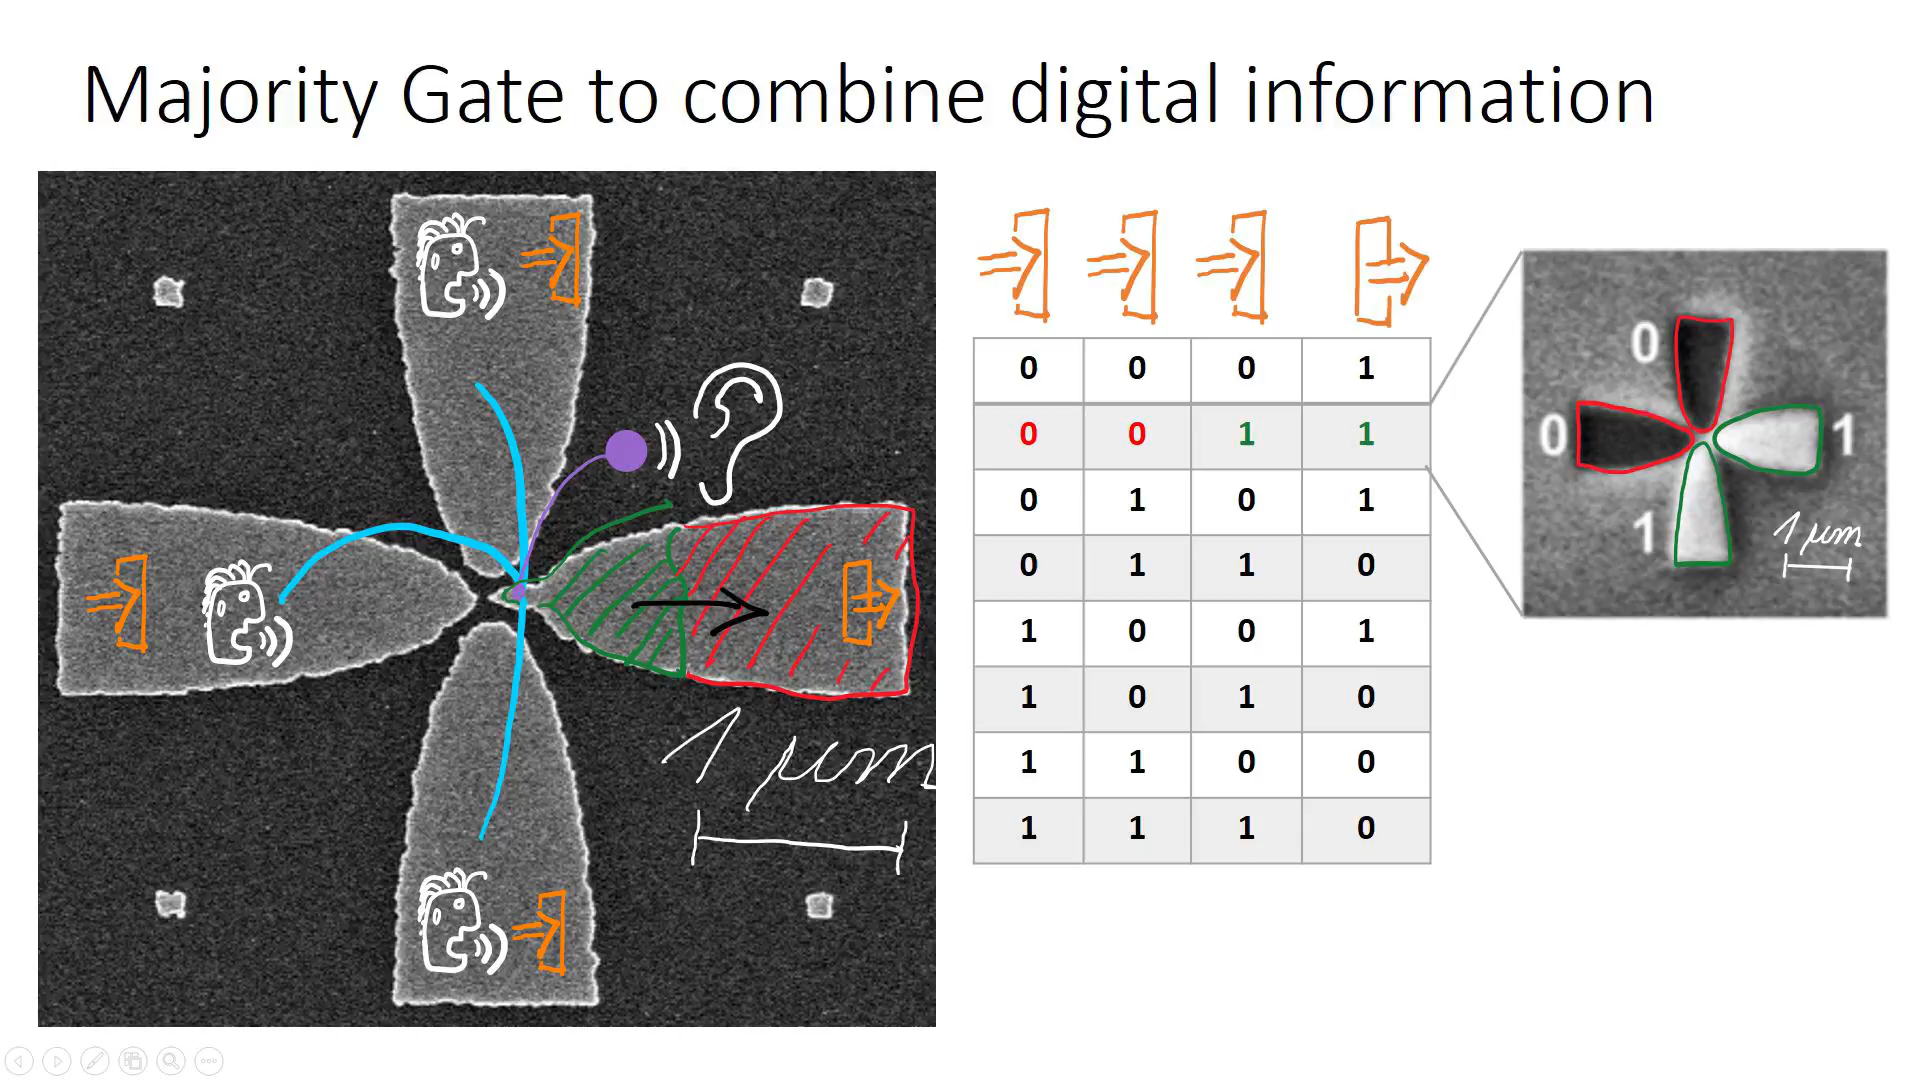 Majority Gate to combine digital information
1 µm
0 0 0 1
0 0 1 1
0 1 0 1
0 1 1 0
1 0 0 1
1 0 1 0
1 1 0 0
1 1 1 0
0
0 1
1
1 µm